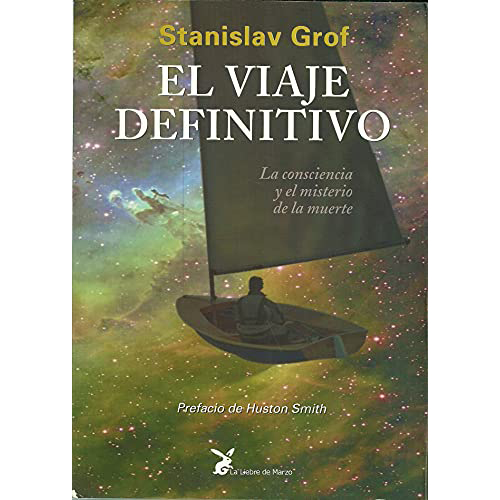 Stanislav Grof
EL VIAJE
DEFINITIVO
La consciencia
y el misterio
de la muerte
Prefacio de Huston Smith
La Liebre de Marzo